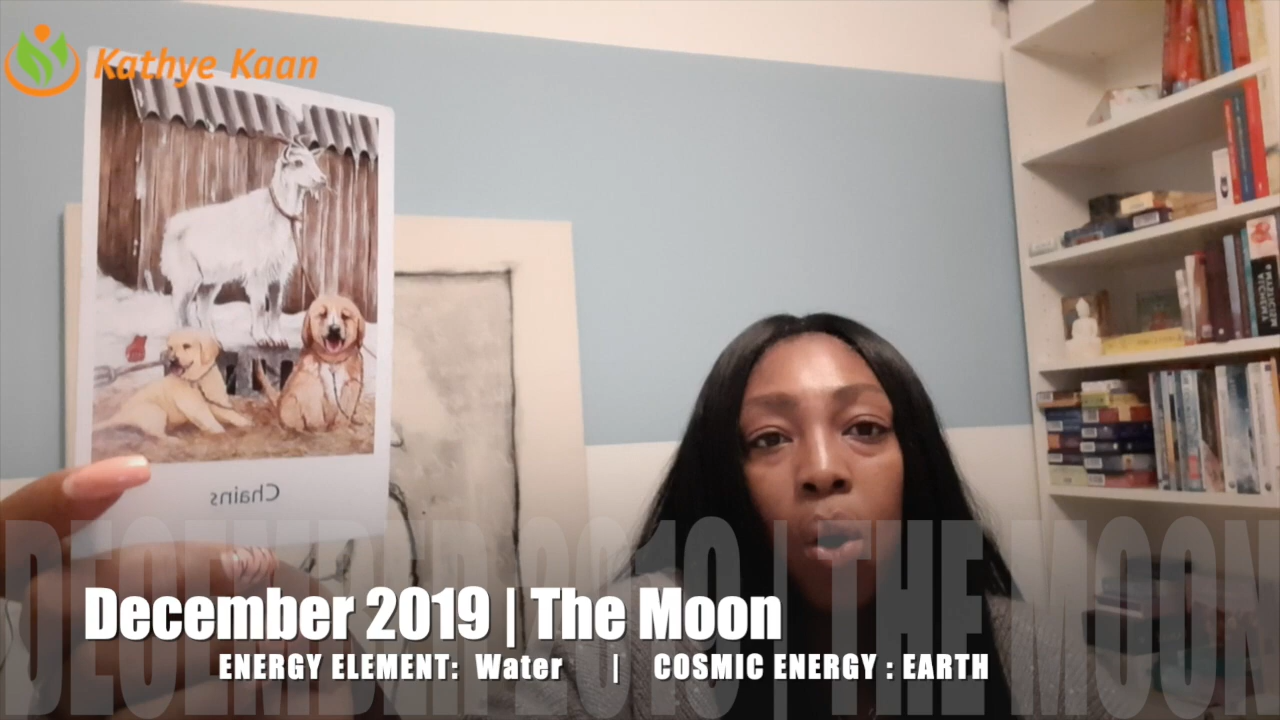 Kathye Kaan
Chains
December 2019 | The Moon
ENERGY ELEMENT: Water | COSMIC ENERGY : EARTH
DECEMBER 2019 | THE MOON